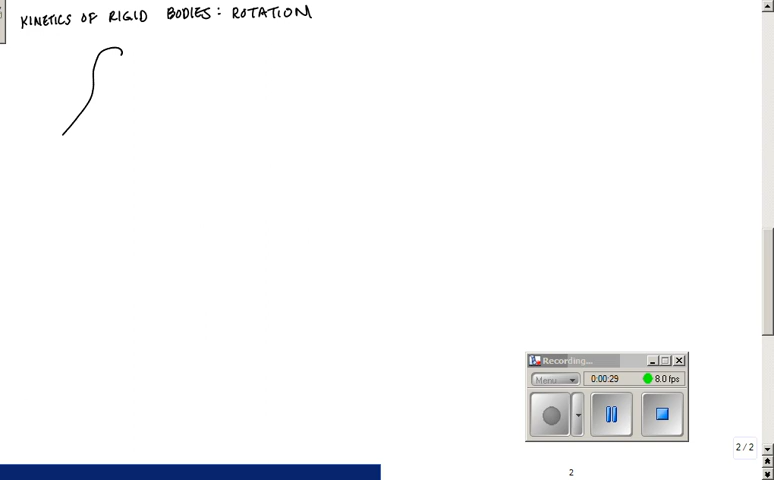 KINETICS OF RIGID BODIES: ROTATION
Recording...
Menu
0:00:29
8.0 fps
2 / 2
2